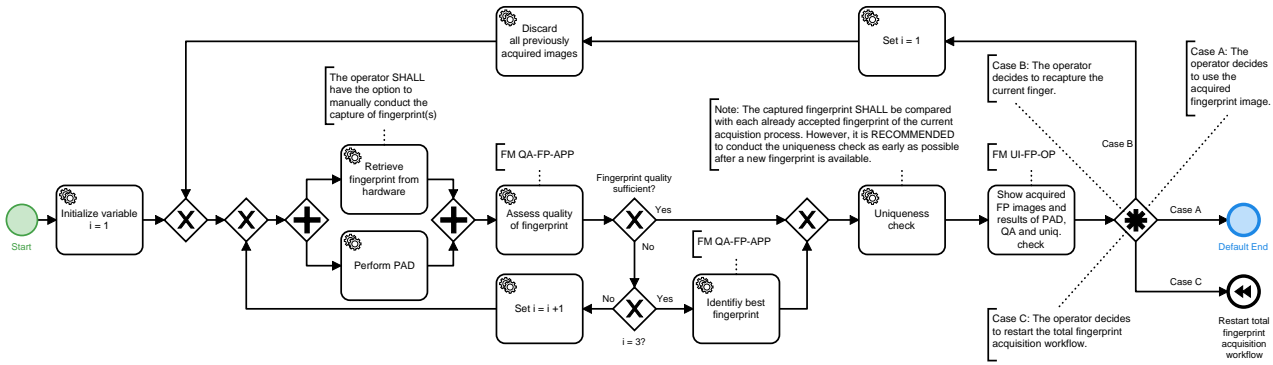 Discard
all previously
acquired images
Set i = 1
Case A: The
operator decides
to use the
acquired
fingerprint image.
Case B: The operator
decides to recapture the
current finger.
The operator SHALL
have the option to
manually conduct the
capture of fingerprint(s)
Note: The captured fingerprint SHALL be compared
with each already accepted fingerprint of the current
acquistion process. However, it is RECOMMENDED
to conduct the uniqueness check as early as possible
after a new fingerprint is available.
Case B
FM QA-FP-APP
FM UI-FP-OP
Retrieve
fingerprint from
hardware
Fingerprint quality
sufficient?
Initialize variable
i = 1
Assess quality
of fingerprint
Yes
Uniqueness
check
Show acquired
FP images and
results of PAD,
QA and uniq.
check
Case A
Start
Default End
No
FM QA-FP-APP
Perform PAD
Set i = i +1
No
Yes
Identifiy best
fingerprint
Case C
i = 3?
Case C: The operator decides
to restart the total fingerprint
acquisition workflow.
Restart total
fingerprint
acquisition
workflow